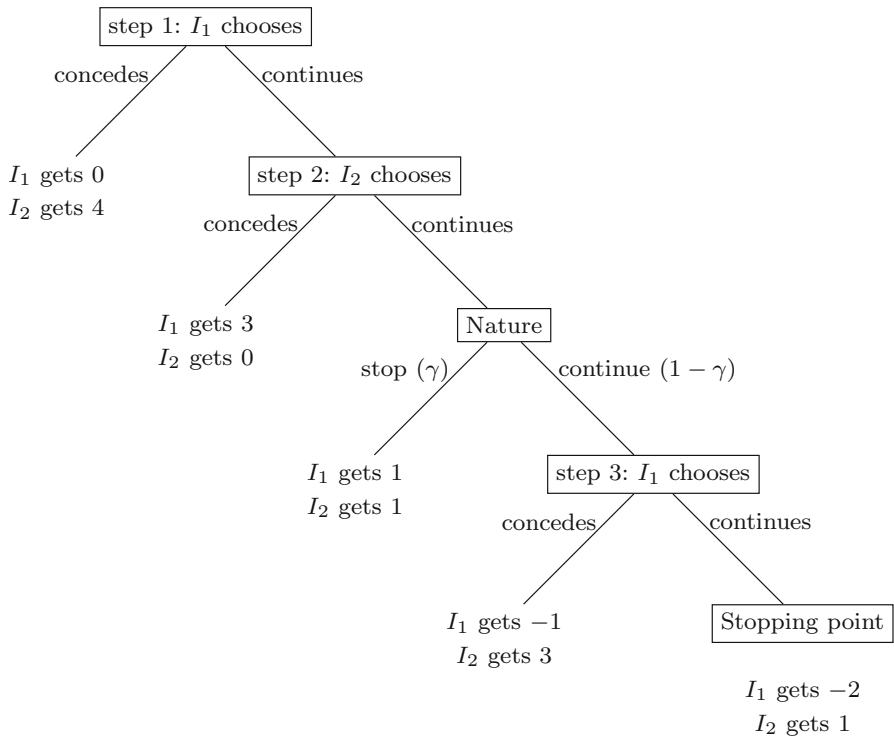 step 1: I₁ chooses
concedes
continues
I₁ gets 0
I₂ gets 4
step 2: I₂ chooses
concedes
continues
I₁ gets 3
I₂ gets 0
Nature
stop (γ)
continue (1 − γ)
I₁ gets 1
I₂ gets 1
step 3: I₁ chooses
concedes
continues
I₁ gets −1
I₂ gets 3
Stopping point
I₁ gets −2
I₂ gets 1